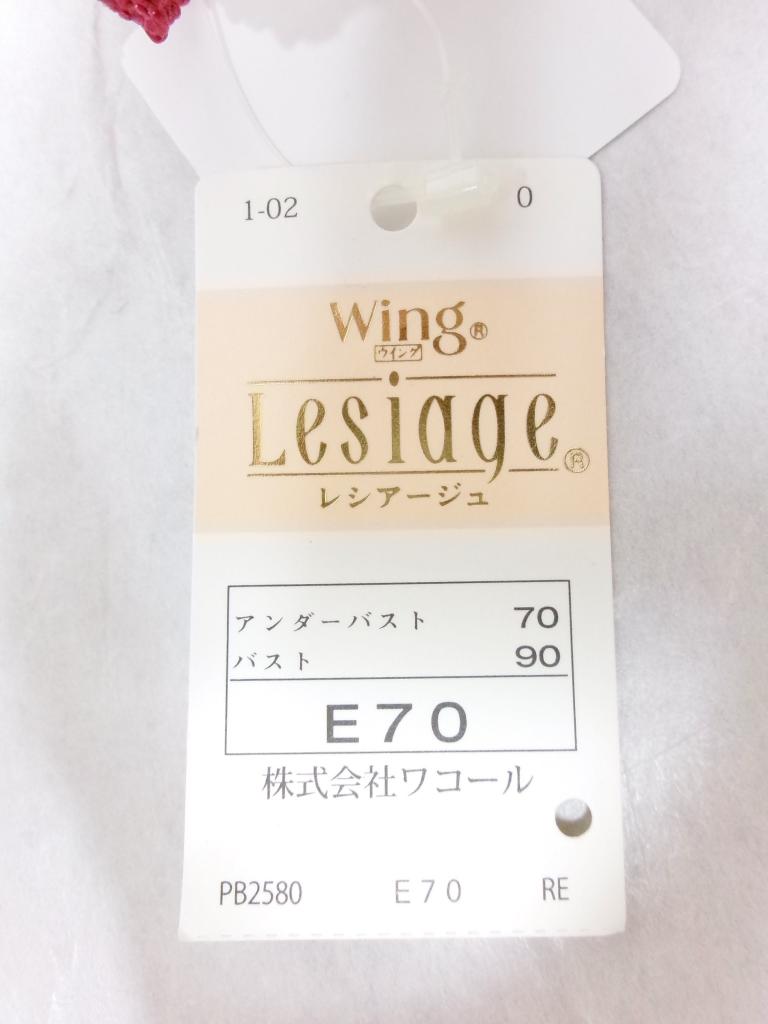 1-02 0
Wing®
ウイング
Lesiage®
レシアージュ
アンダーバスト 70
バスト 90
E70
株式会社ワコール
PB2580 E70 RE